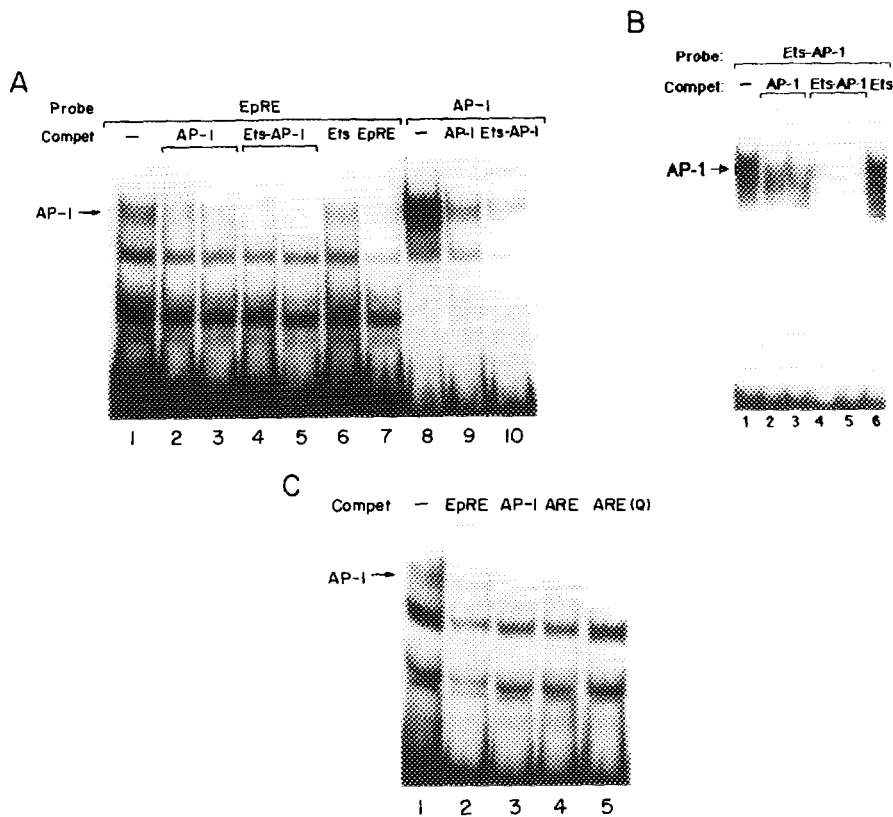 A
Probe EpRE AP-1
Compet – AP-1 Ets-AP-1 Ets EpRE – AP-1 Ets-AP-1
AP-1 →
1 2 3 4 5 6 7 8 9 10
B
Probe: Ets-AP-1
Compet: – AP-1 Ets-AP-1 Ets
AP-1 →
1 2 3 4 5 6
C
Compet – EpRE AP-1 ARE ARE (Q)
AP-1 →
1 2 3 4 5